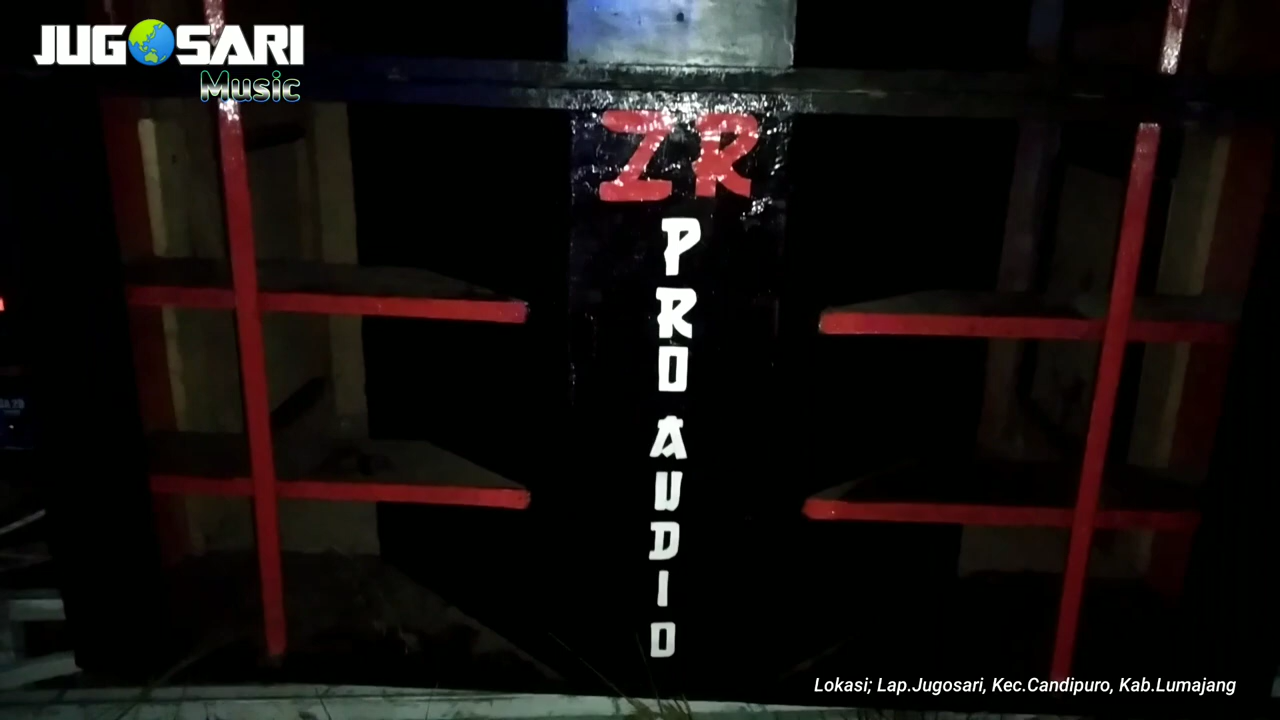 JUGOSARI
Music
ZR
PRO AUDIO
Lokasi; Lap.Jugosari, Kec.Candipuro, Kab.Lumajang